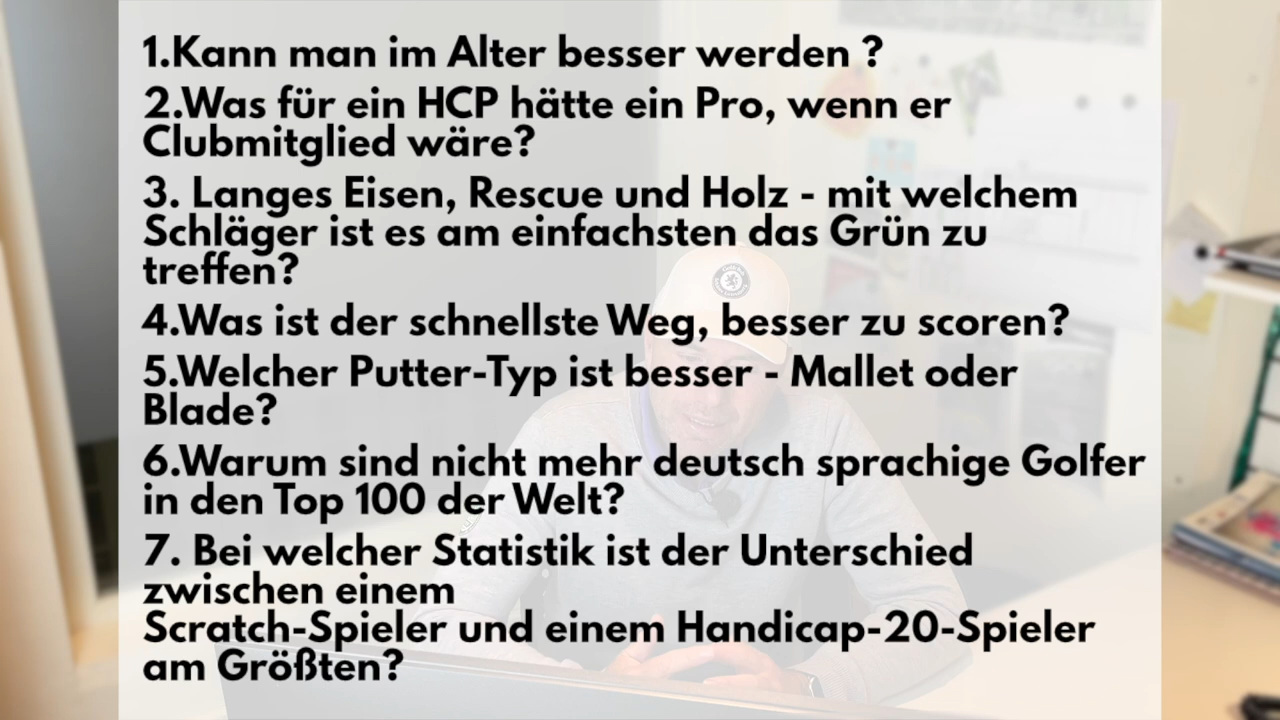 1.Kann man im Alter besser werden ?
2.Was für ein HCP hätte ein Pro, wenn er
Clubmitglied wäre?
3. Langes Eisen, Rescue und Holz - mit welchem
Schläger ist es am einfachsten das Grün zu
treffen?
4.Was ist der schnellste Weg, besser zu scoren?
5.Welcher Putter-Typ ist besser - Mallet oder
Blade?
6.Warum sind nicht mehr deutsch sprachige Golfer
in den Top 100 der Welt?
7. Bei welcher Statistik ist der Unterschied
zwischen einem
Scratch-Spieler und einem Handicap-20-Spieler
am Größten?